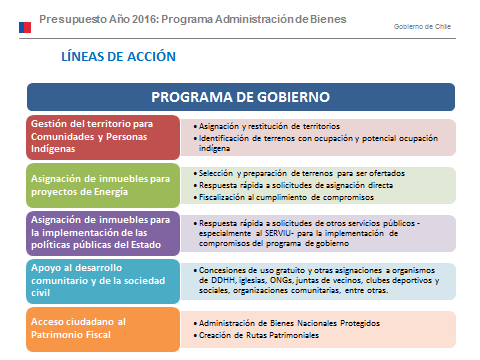 Presupuesto Año 2016: Programa Administración de Bienes
Gobierno de Chile
LÍNEAS DE ACCIÓN
PROGRAMA DE GOBIERNO
Gestión del territorio para
Comunidades y Personas
Indígenas
• Asignación y restitución de territorios
• Identificación de terrenos con ocupación y potencial ocupación
indígena
Asignación de inmuebles para
proyectos de Energía
• Selección y preparación de terrenos para ser ofertados
• Respuesta rápida a solicitudes de asignación directa
• Fiscalización al cumplimiento de compromisos
Asignación de inmuebles para
la implementación de las
políticas públicas del Estado
• Respuesta rápida a solicitudes de otros servicios públicos -
especialmente al SERVIU- para la implementación de
compromisos del programa de gobierno
Apoyo al desarrollo
comunitario y de la sociedad
civil
• Concesiones de uso gratuito y otras asignaciones a organismos
de DDHH, iglesias, ONGs, juntas de vecinos, clubes deportivos y
sociales, organizaciones comunitarias, entre otras.
Acceso ciudadano al
Patrimonio Fiscal
• Administración de Bienes Nacionales Protegidos
• Creación de Rutas Patrimoniales